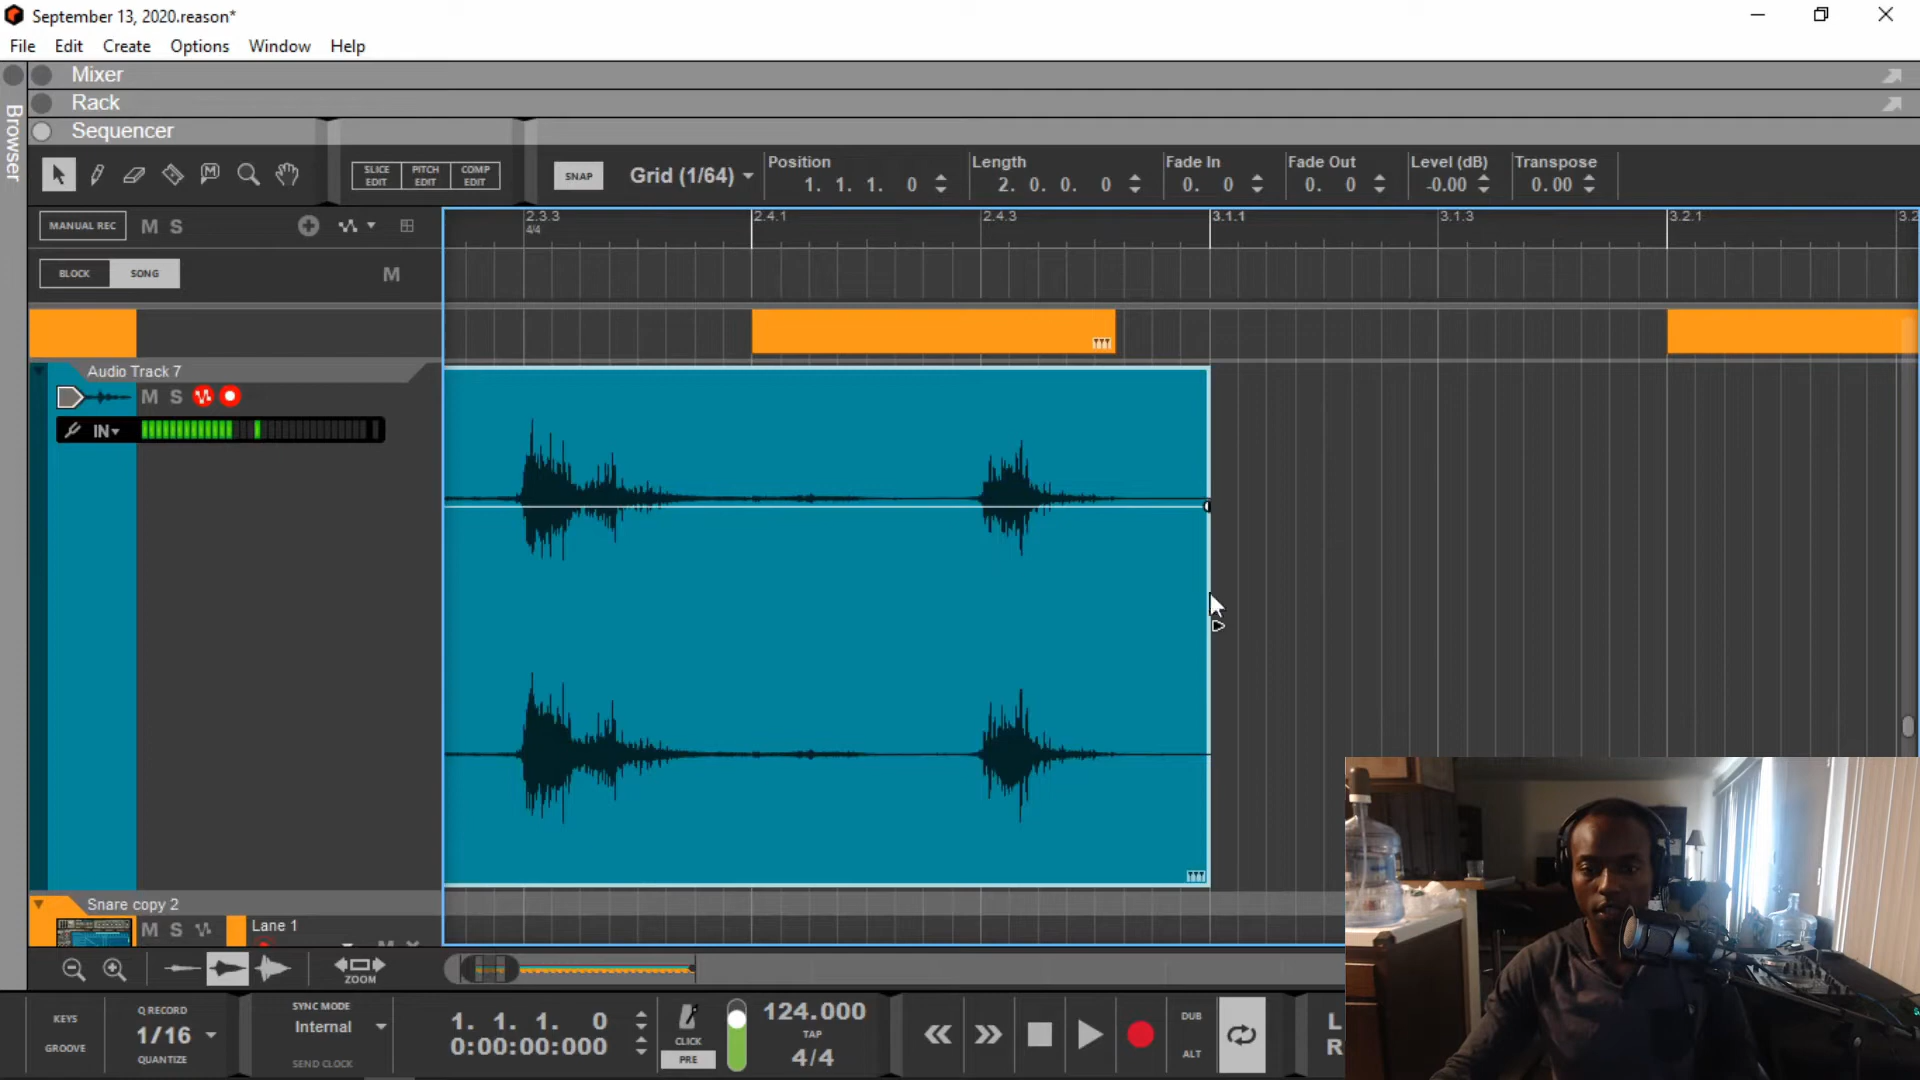 September 13, 2020.reason*
File Edit Create Options Window Help
Mixer
Rack
Sequencer
Browser
SLICE EDIT
PITCH EDIT
COMP EDIT
SNAP
Grid (1/64)
Position
1. 1. 1. 0
Length
2. 0. 0. 0
Fade In
0. 0
Fade Out
0. 0
Level (dB)
-0.00
Transpose
0.00
MANUAL REC M S
2.3.3
4/4
2.4.1
2.4.3
3.1.1
3.1.3
3.2.1
BLOCK SONG M
Audio Track 7
M S
IN
Snare copy 2
M S
Lane 1
M
ZOOM
KEYS
GROOVE
Q RECORD
1/16
QUANTIZE
SYNC MODE
Internal
SEND CLOCK
1. 1. 1. 0
0:00:00:000
CLICK
PRE
124.000
TAP
4/4
DUB
ALT
L
R